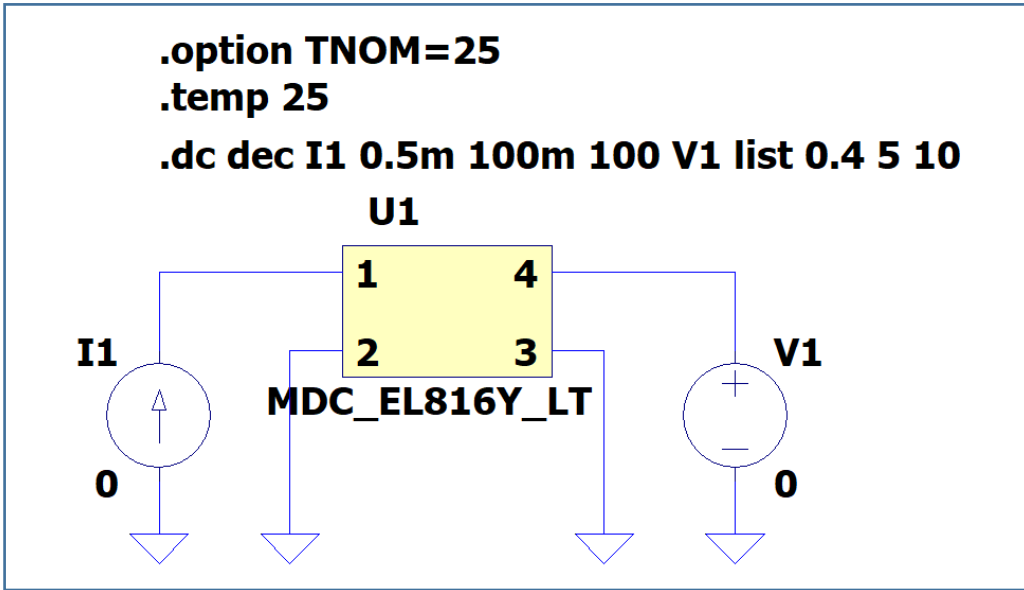 .option TNOM=25
.temp 25
.dc dec I1 0.5m 100m 100 V1 list 0.4 5 10
U1
1 4
I1 2 3 V1
MDC_EL816Y_LT
0 0